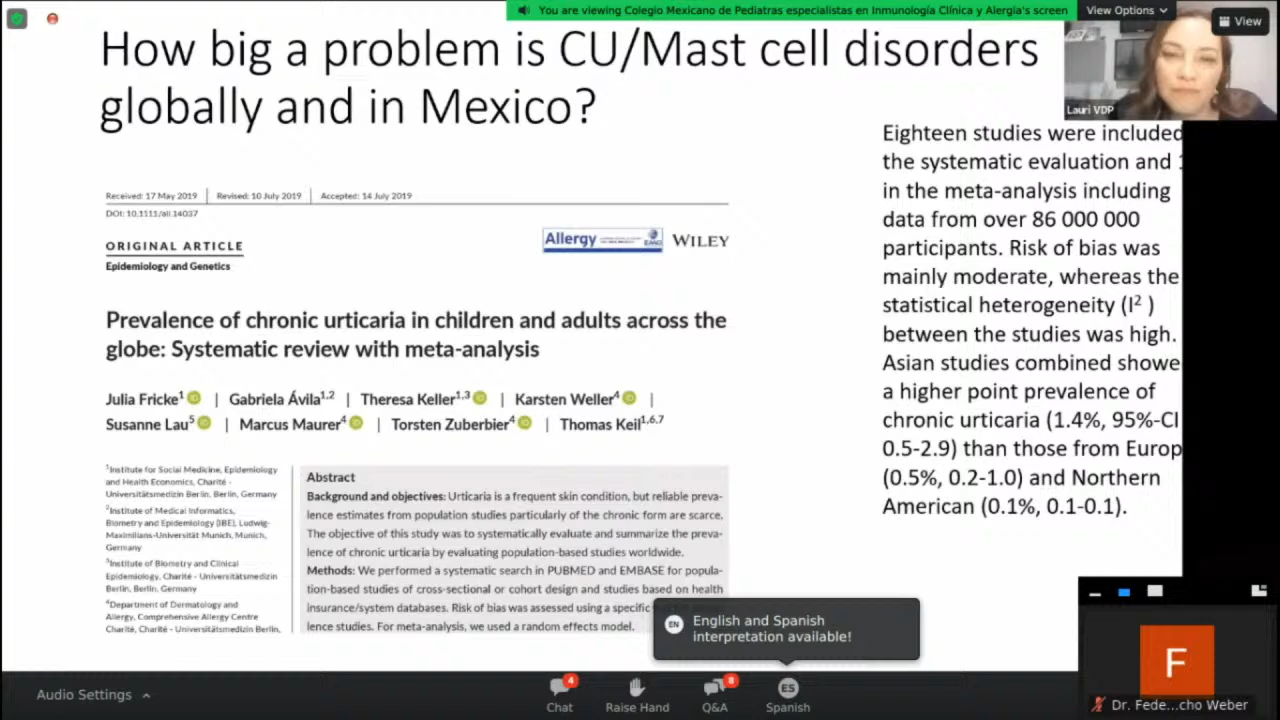 You are viewing Colegio Mexicano de Pediatras especialistas en Inmunología Clínica y Alergia's screen
View Options
View
Lauri VDP
How big a problem is CU/Mast cell disorders
globally and in Mexico?
Received: 17 May 2019 | Revised: 10 July 2019 | Accepted: 14 July 2019
DOI: 10.1111/all.14037
ORIGINAL ARTICLE
Epidemiology and Genetics
Allergy
EAACI
WILEY
Prevalence of chronic urticaria in children and adults across the
globe: Systematic review with meta-analysis
Julia Fricke1 | Gabriela Ávila1,2 | Theresa Keller1,3 | Karsten Weller4 |
Susanne Lau5 | Marcus Maurer4 | Torsten Zuberbier4 | Thomas Keil1,6,7
1Institute for Social Medicine, Epidemiology
and Health Economics, Charité -
Universitätsmedizin Berlin, Berlin, Germany
2Institute of Medical Informatics,
Biometry and Epidemiology (IBE), Ludwig-
Maximilians-Universität Munich, Munich,
Germany
3Institute of Biometry and Clinical
Epidemiology, Charité - Universitätsmedizin
Berlin, Berlin, Germany
4Department of Dermatology and
Allergy, Comprehensive Allergy Centre
Charité, Charité - Universitätsmedizin Berlin,
Abstract
Background and objectives: Urticaria is a frequent skin condition, but reliable preva-
lence estimates from population studies particularly of the chronic form are scarce.
The objective of this study was to systematically evaluate and summarize the preva-
lence of chronic urticaria by evaluating population-based studies worldwide.
Methods: We performed a systematic search in PUBMED and EMBASE for popula-
tion-based studies of cross-sectional or cohort design and studies based on health
insurance/system databases. Risk of bias was assessed using a specific
lence studies. For meta-analysis, we used a random effects model.
Eighteen studies were included
the systematic evaluation and 1
in the meta-analysis including
data from over 86 000 000
participants. Risk of bias was
mainly moderate, whereas the
statistical heterogeneity (I2 )
between the studies was high.
Asian studies combined showe
a higher point prevalence of
chronic urticaria (1.4%, 95%-CI
0.5-2.9) than those from Europ
(0.5%, 0.2-1.0) and Northern
American (0.1%, 0.1-0.1).
EN
English and Spanish
interpretation available!
Audio Settings
4
Chat
Raise Hand
8
Q&A
ES
Spanish
F
Dr. Fede...cho Weber